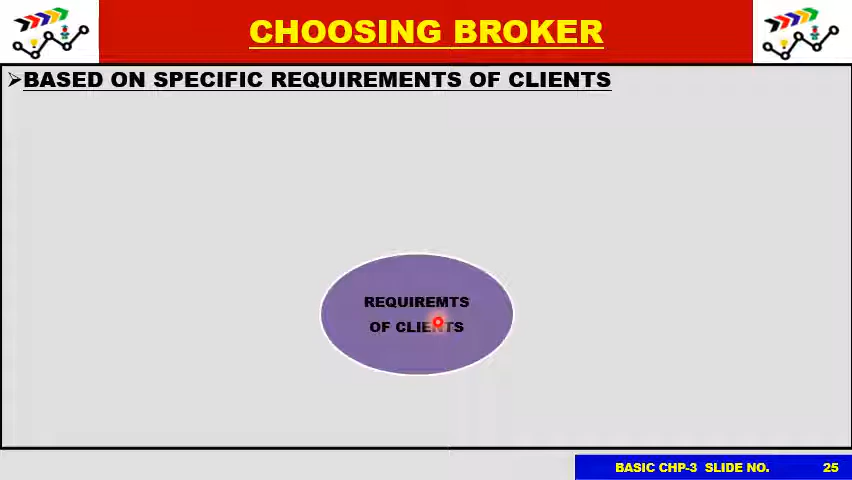 CHOOSING BROKER
➢BASED ON SPECIFIC REQUIREMENTS OF CLIENTS
REQUIREMTS
OF CLIENTS
BASIC CHP-3 SLIDE NO. 25